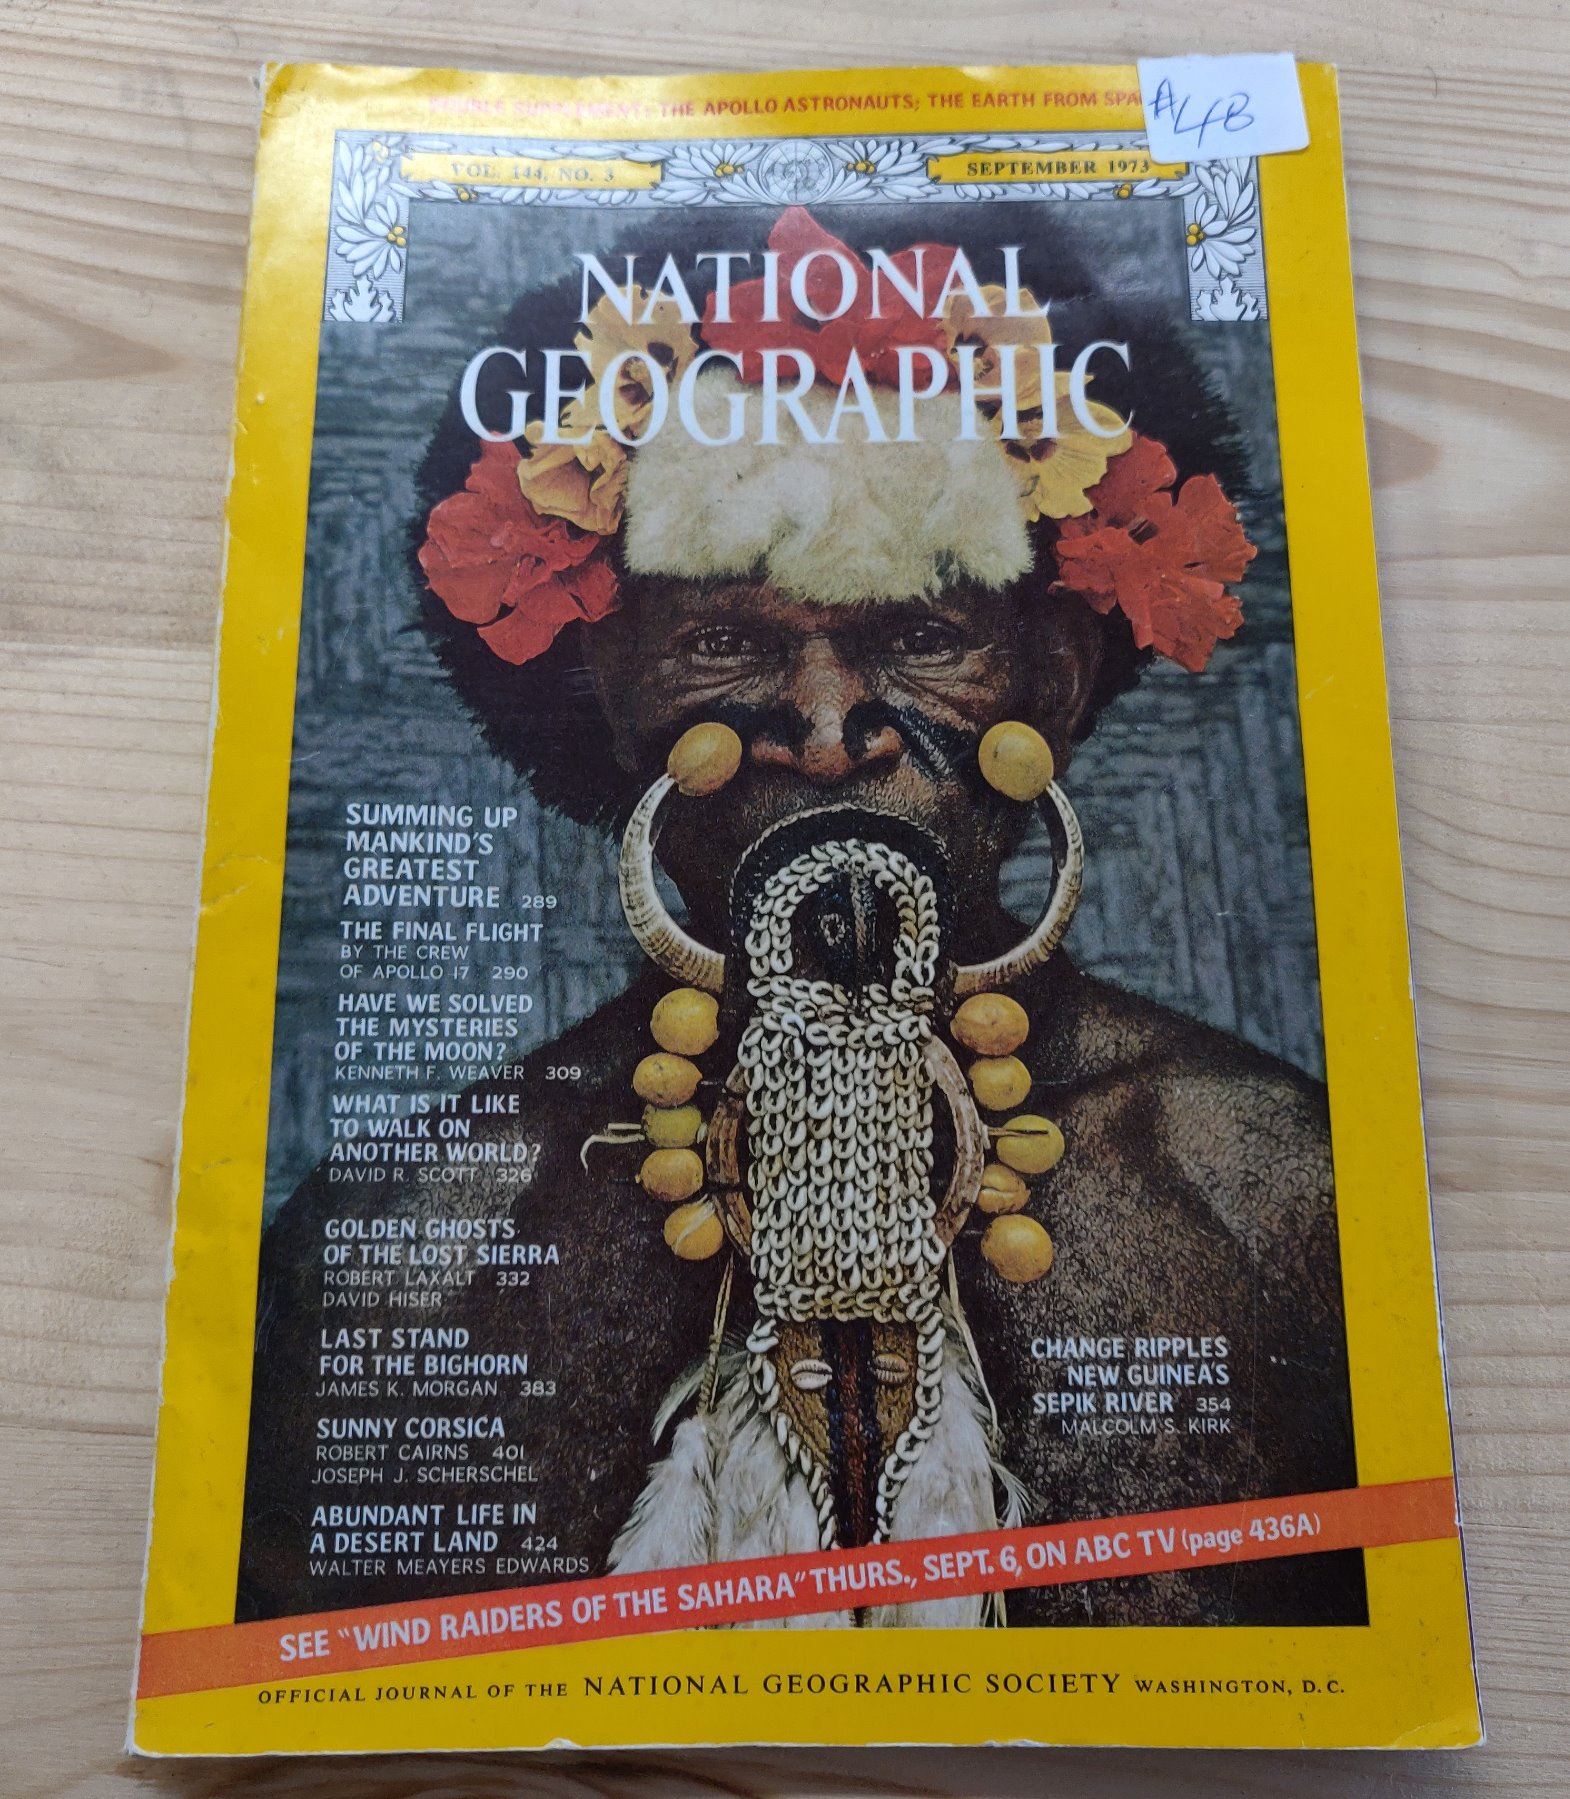 DOUBLE SUPPLEMENT: THE APOLLO ASTRONAUTS; THE EARTH FROM SPA
#48
VOL. 144, NO. 3
SEPTEMBER 1973
NATIONAL
GEOGRAPHIC
SUMMING UP
MANKIND'S
GREATEST
ADVENTURE 289
THE FINAL FLIGHT
BY THE CREW
OF APOLLO 17 290
HAVE WE SOLVED
THE MYSTERIES
OF THE MOON?
KENNETH F. WEAVER 309
WHAT IS IT LIKE
TO WALK ON
ANOTHER WORLD?
DAVID R. SCOTT 326
GOLDEN GHOSTS
OF THE LOST SIERRA
ROBERT LAXALT 332
DAVID HISER
LAST STAND
FOR THE BIGHORN
JAMES K. MORGAN 383
SUNNY CORSICA
ROBERT CAIRNS 401
JOSEPH J. SCHERSCHEL
ABUNDANT LIFE IN
A DESERT LAND 424
WALTER MEAYERS EDWARDS
CHANGE RIPPLES
NEW GUINEA'S
SEPIK RIVER 354
MALCOLM S. KIRK
SEE "WIND RAIDERS OF THE SAHARA" THURS., SEPT. 6, ON ABC TV (page 436A)
OFFICIAL JOURNAL OF THE NATIONAL GEOGRAPHIC SOCIETY WASHINGTON, D.C.